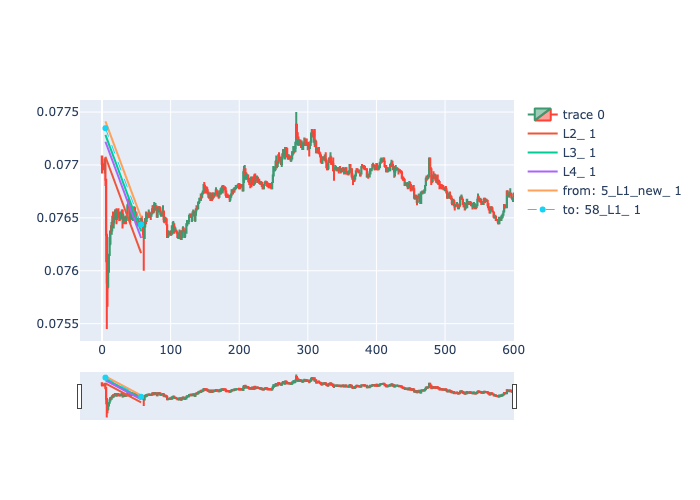 0.0775
0.077
0.0765
0.076
0.0755
0
100
200
300
400
500
600
trace 0
L2_ 1
L3_ 1
L4_ 1
from: 5_L1_new_ 1
to: 58_L1_ 1